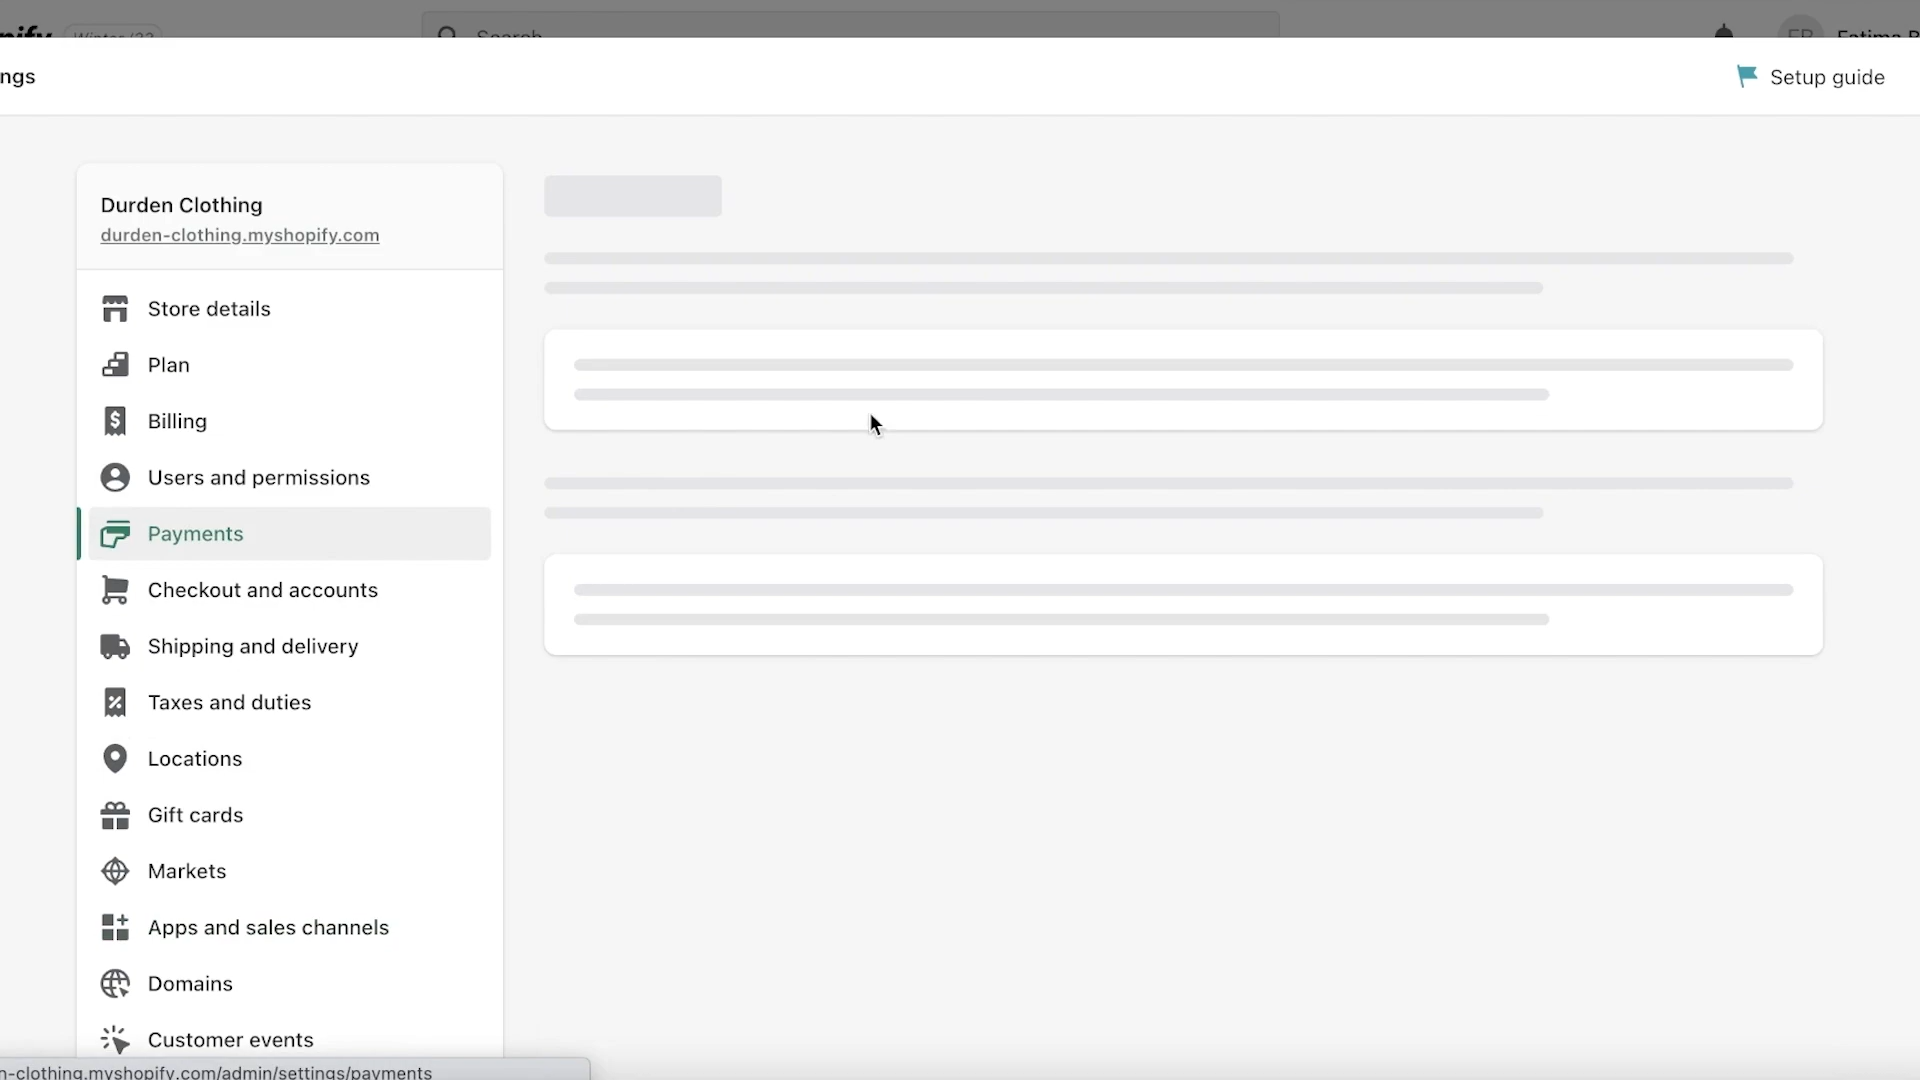 ngs
Setup guide
Durden Clothing
durden-clothing.myshopify.com
Store details
Plan
Billing
Users and permissions
Payments
Checkout and accounts
Shipping and delivery
Taxes and duties
Locations
Gift cards
Markets
Apps and sales channels
Domains
Customer events
n-clothing.myshopify.com/admin/settings/payments